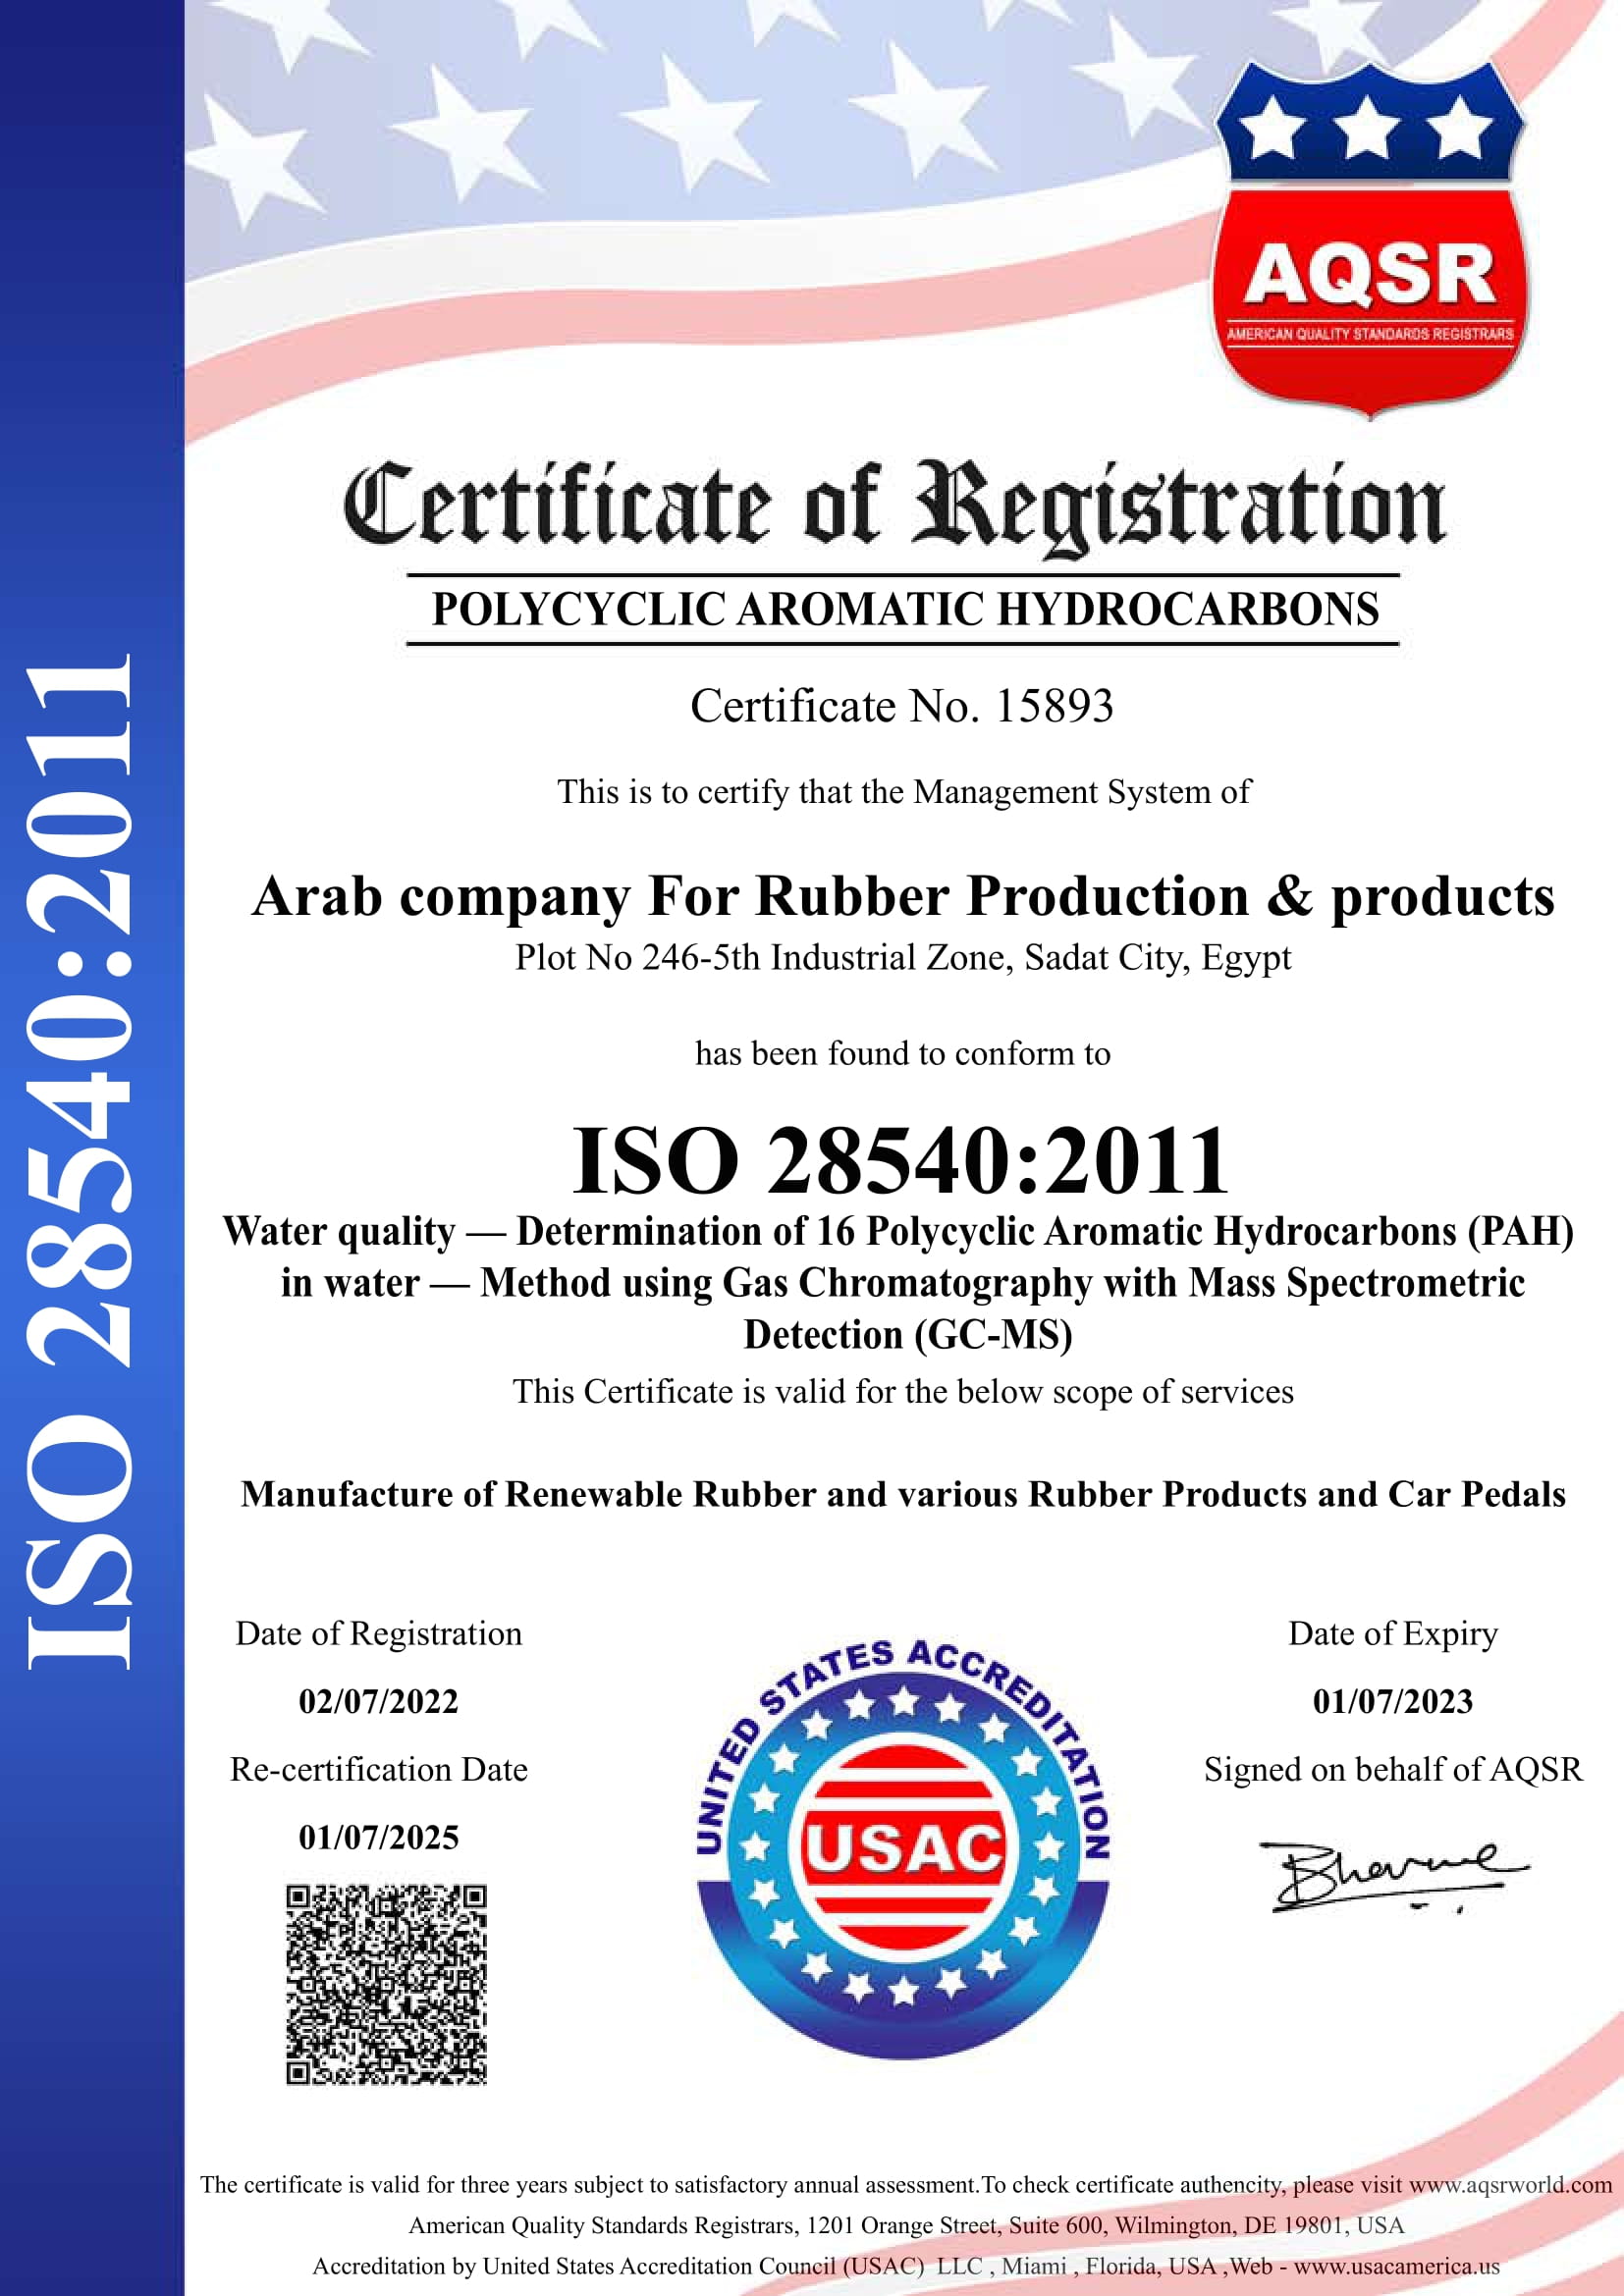 ISO 28540:2011
AQSR
AMERICAN QUALITY STANDARDS REGISTRARS
Certificate of Registration
POLYCYCLIC AROMATIC HYDROCARBONS
Certificate No. 15893
This is to certify that the Management System of
Arab company For Rubber Production & products
Plot No 246-5th Industrial Zone, Sadat City, Egypt
has been found to conform to
ISO 28540:2011
Water quality — Determination of 16 Polycyclic Aromatic Hydrocarbons (PAH)
in water — Method using Gas Chromatography with Mass Spectrometric
Detection (GC-MS)
This Certificate is valid for the below scope of services
Manufacture of Renewable Rubber and various Rubber Products and Car Pedals
Date of Registration
02/07/2022
Re-certification Date
01/07/2025
UNITED STATES ACCREDITATION
USAC
Date of Expiry
01/07/2023
Signed on behalf of AQSR
The certificate is valid for three years subject to satisfactory annual assessment.To check certificate authencity, please visit www.aqsrworld.com
American Quality Standards Registrars, 1201 Orange Street, Suite 600, Wilmington, DE 19801, USA
Accreditation by United States Accreditation Council (USAC) LLC , Miami , Florida, USA ,Web - www.usacamerica.us